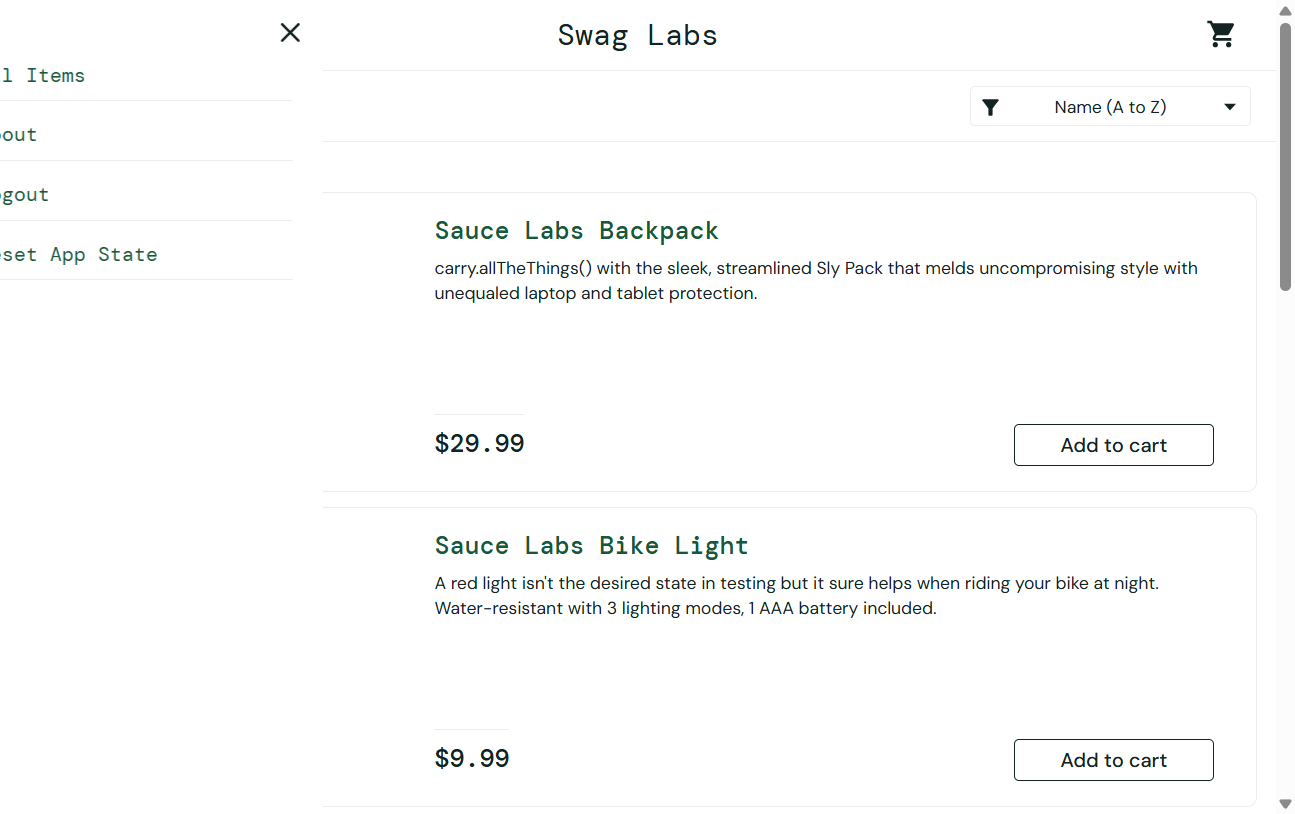 l Items
out
gout
set App State
Swag Labs
Name (A to Z)
Sauce Labs Backpack
carry.allTheThings() with the sleek, streamlined Sly Pack that melds uncompromising style with
unequaled laptop and tablet protection.
$29.99
Add to cart
Sauce Labs Bike Light
A red light isn't the desired state in testing but it sure helps when riding your bike at night.
Water-resistant with 3 lighting modes, 1 AAA battery included.
$9.99
Add to cart